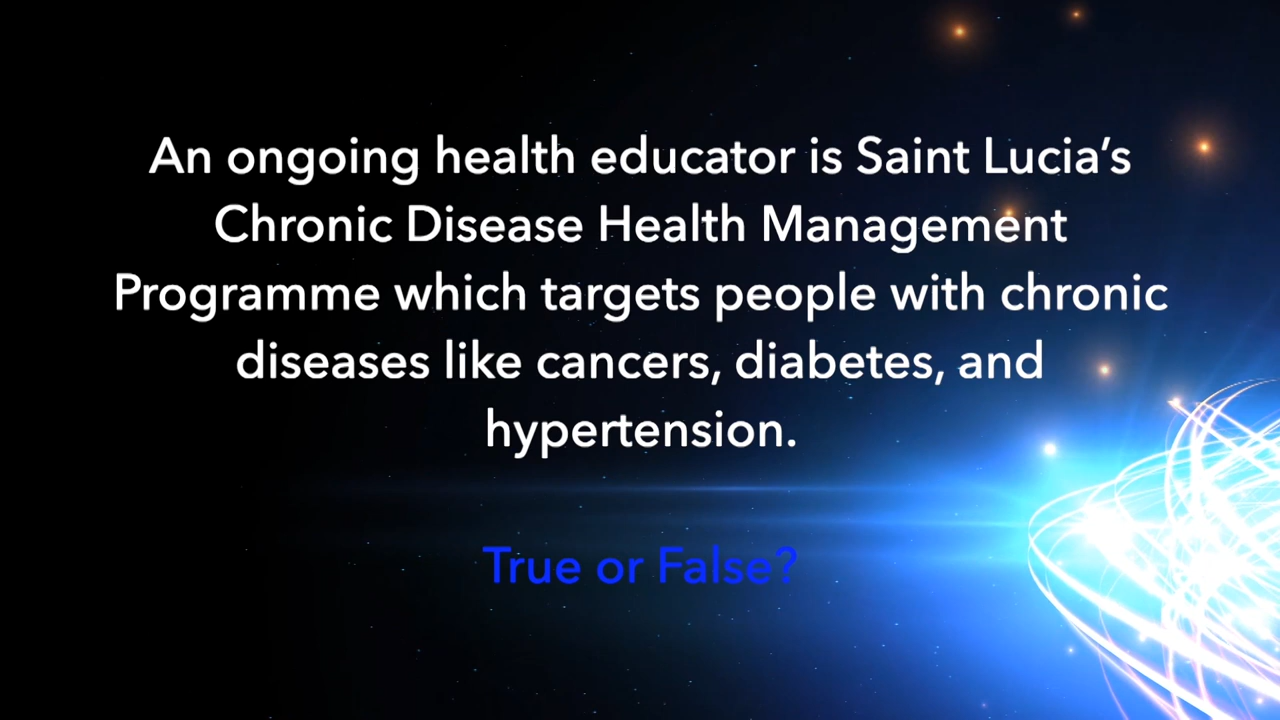 An ongoing health educator is Saint Lucia’s
Chronic Disease Health Management
Programme which targets people with chronic
diseases like cancers, diabetes, and
hypertension.
True or False?